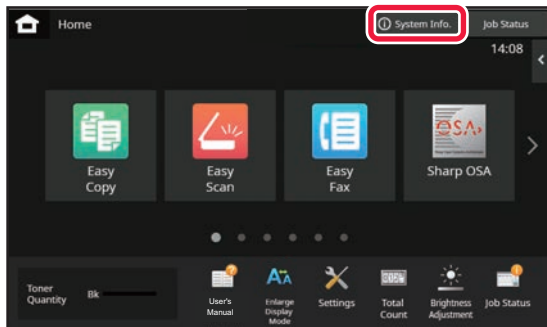 Home
System Info.
Job Status
14:08
Easy
Copy
Easy
Scan
Easy
Fax
OSA
Sharp OSA
Toner
Quantity
Bk
User's
Manual
Enlarge
Display
Mode
Settings
Total
Count
Brightness
Adjustment
Job Status